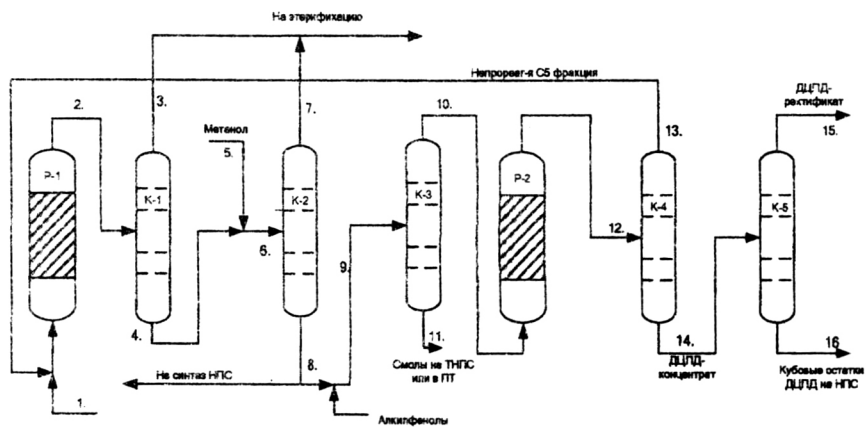 На этерификацию
Непрореаг-я С5 фракция
2.
3.
7.
10.
13.
ДЦПД-
ректификат
15.
Метанол
5.
Р-1
К-1
К-2
К-3
Р-2
К-4
К-5
6.
12.
9.
4.
11.
14.
16
8.
Смолы на ТНПС
или в ПТ
ДЦПД-
концентрат
Кубовые остатки
ДЦПД на НПС
На синтаз НПС
1.
Алкилфенолы